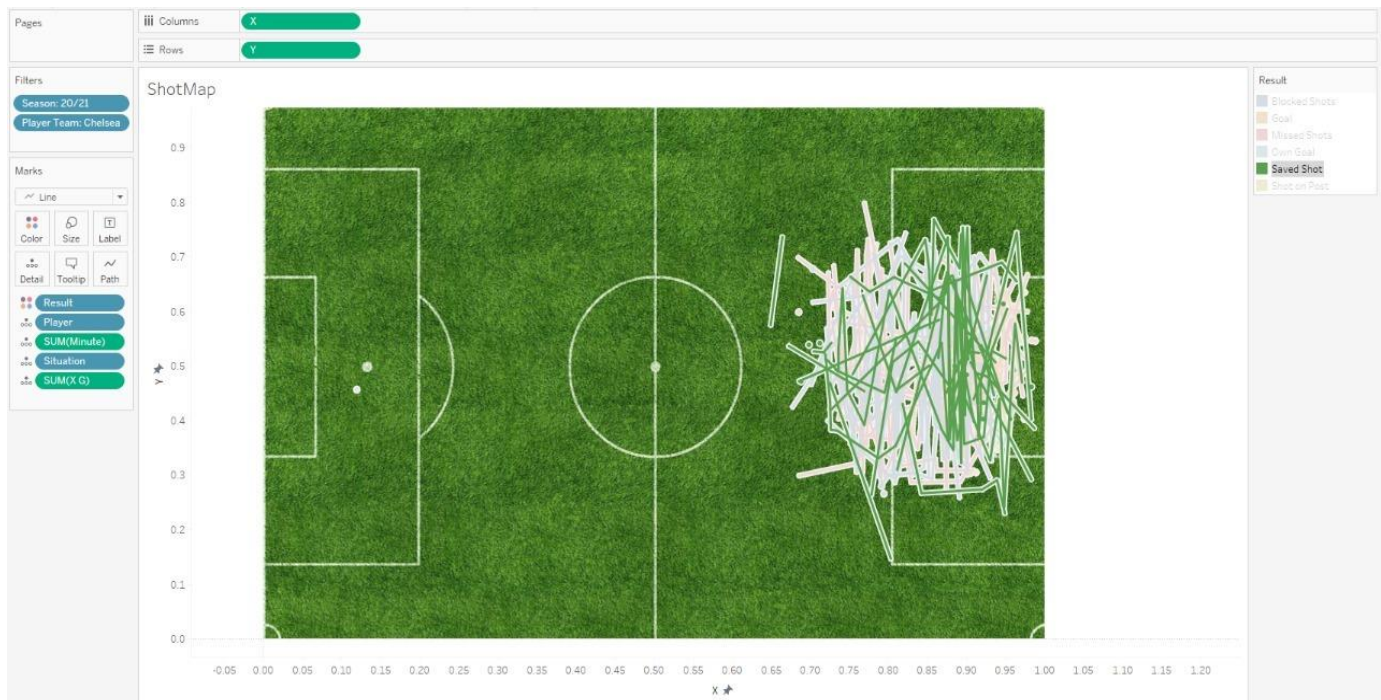 Pages
Columns
X
Rows
Y
Filters
Season: 20/21
Player Team: Chelsea
Marks
Line
Color
Size
Label
Detail
Tooltip
Path
Result
Player
SUM(Minute)
Situation
SUM(X G)
ShotMap
0.9
0.8
0.7
0.6
0.5
0.4
0.3
0.2
0.1
0.0
Y
-0.05 0.00 0.05 0.10 0.15 0.20 0.25 0.30 0.35 0.40 0.45 0.50 0.55 0.60 0.65 0.70 0.75 0.80 0.85 0.90 0.95 1.00 1.05 1.10 1.15 1.20
X
Result
Blocked Shots
Goal
Missed Shots
Own Goal
Saved Shot
Shot on Post